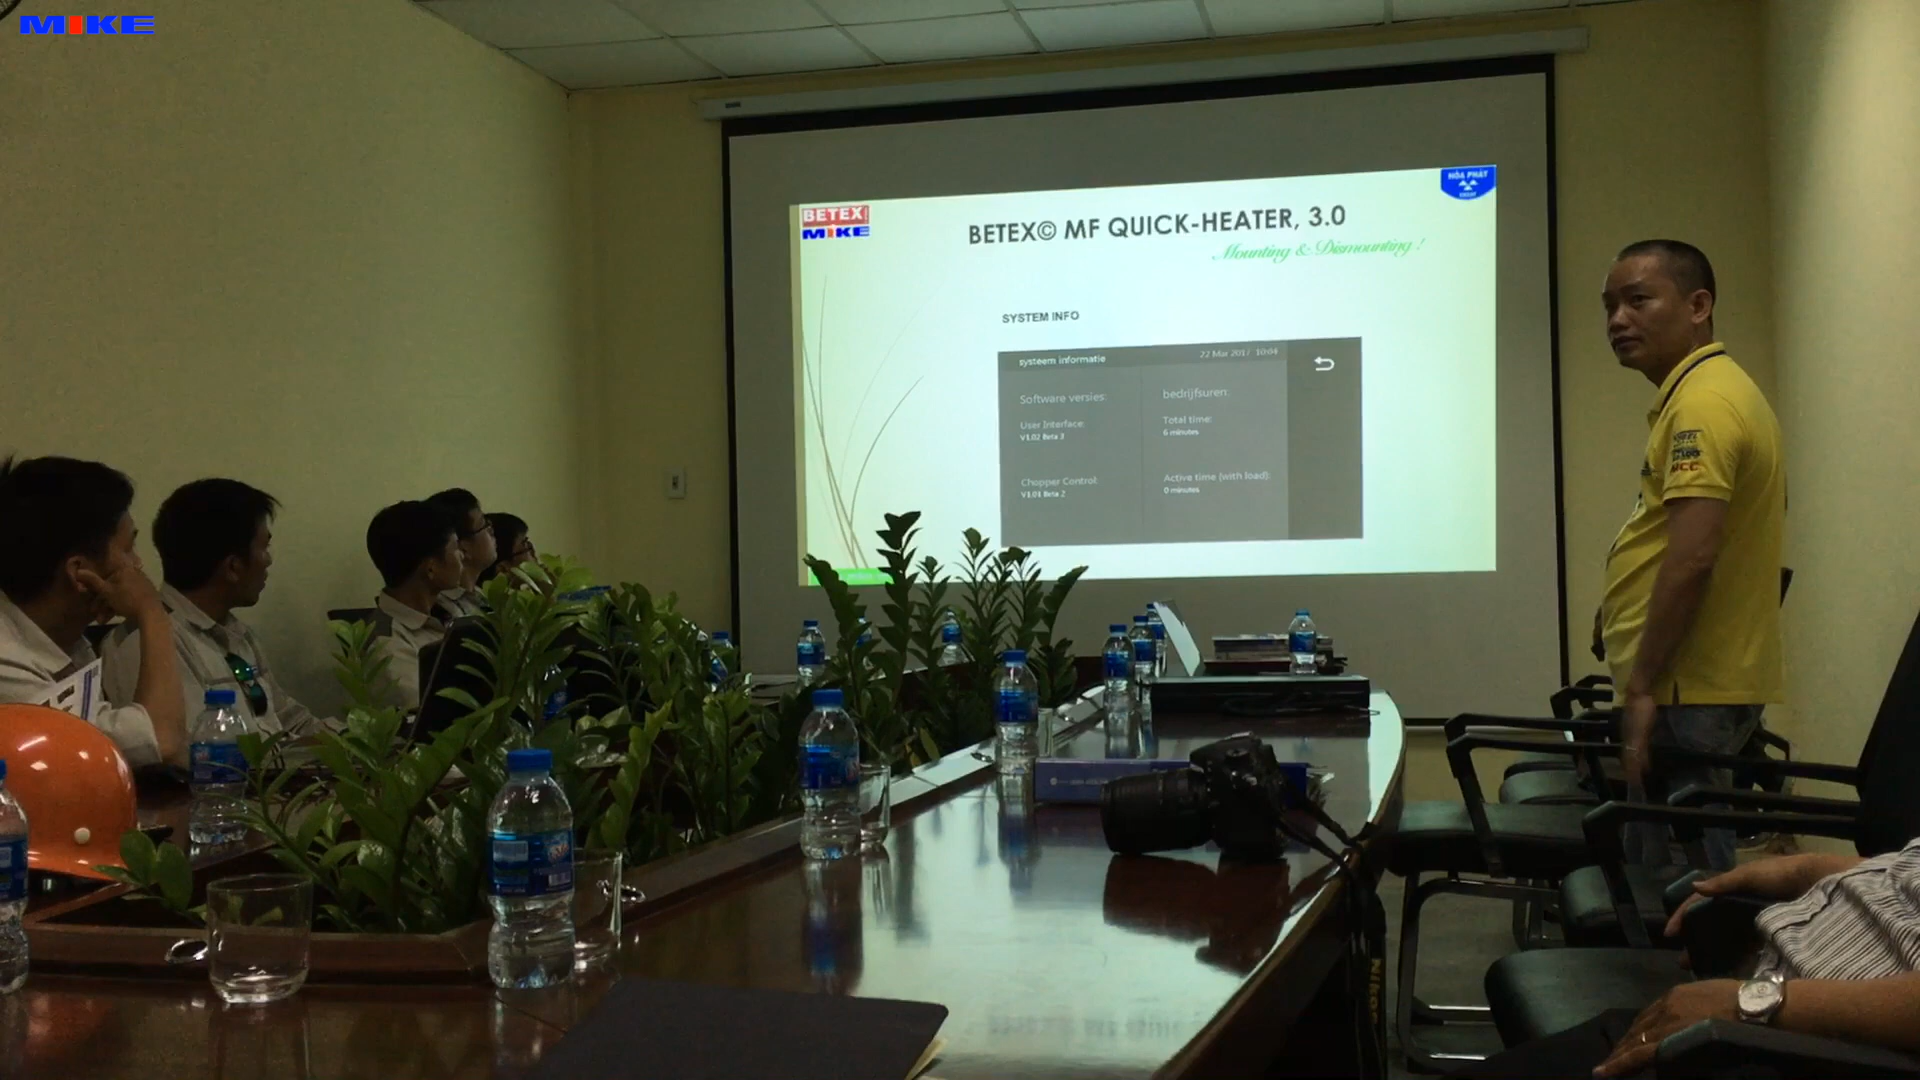 MIKE
BETEX
MIKE
HÒA PHÁT
BETEX© MF QUICK-HEATER, 3.0
Mounting & Dismounting !
SYSTEM INFO
systeem informatie
22 Mar 2017 10:04
Software versies:
bedrijfsuren:
User Interface:
V1.02 Beta 3
Total time:
6 minutes
Chopper Control:
V1.01 Beta 2
Active time (with load):
0 minutes
MCC
Nikon